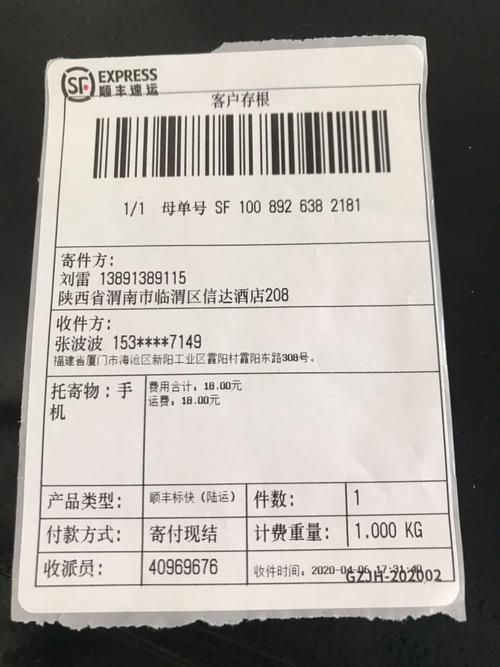 SF EXPRESS
顺丰速运
客户存根
1/1 母单号 SF 100 892 638 2181
寄件方:
刘雷 13891389115
陕西省渭南市临渭区信达酒店208
收件方:
张波波 153****7149
福建省厦门市海沧区新阳工业区霞阳村霞阳东路308号。
托寄物:手机
费用合计:18.00元
运费:18.00元
产品类型: 顺丰标快(陆运) 件数: 1
付款方式: 寄付现结 计费重量: 1.000 KG
收派员: 40969676 收件时间: 2020-04-06 17:31:40
GZJH-202002